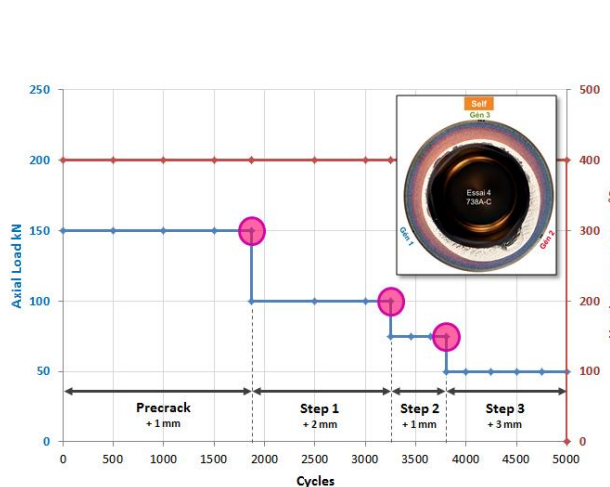 250
200
150
100
50
0
Axial Load kN
500
400
300
200
100
0
Self
Gén 3
Essai 4
738A-C
Gén 1
Gén 2
Precrack
+ 1 mm
Step 1
+ 2 mm
Step 2
+ 1 mm
Step 3
+ 3 mm
0 500 1000 1500 2000 2500 3000 3500 4000 4500 5000
Cycles